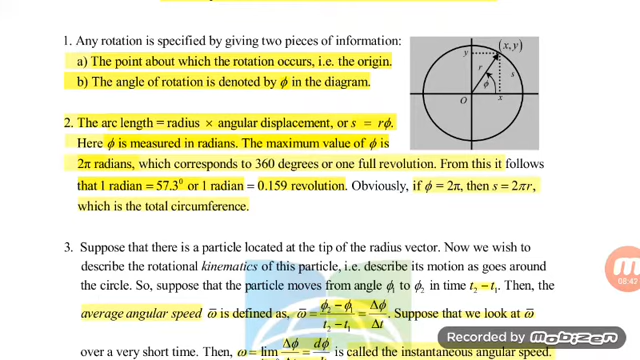 1. Any rotation is specified by giving two pieces of information:
a) The point about which the rotation occurs, i.e. the origin.
b) The angle of rotation is denoted by ϕ in the diagram.
y
(x, y)
r
s
ϕ
O
x
2. The arc length = radius × angular displacement, or s = rϕ.
Here ϕ is measured in radians. The maximum value of ϕ is
2π radians, which corresponds to 360 degrees or one full revolution. From this it follows
that 1 radian = 57.3⁰ or 1 radian = 0.159 revolution. Obviously, if ϕ = 2π, then s = 2πr,
which is the total circumference.
3. Suppose that there is a particle located at the tip of the radius vector. Now we wish to
describe the rotational kinematics of this particle, i.e. describe its motion as goes around
the circle. So, suppose that the particle moves from angle ϕ₁ to ϕ₂ in time t₂ − t₁. Then, the
average angular speed ω̄ is defined as, ω̄ = (ϕ₂ − ϕ₁)/(t₂ − t₁) = Δϕ/Δt. Suppose that we look at ω̄
over a very short time. Then, ω = lim Δϕ/Δt = dϕ/dt is called the instantaneous angular speed.
08:42
Recorded by
mobizen